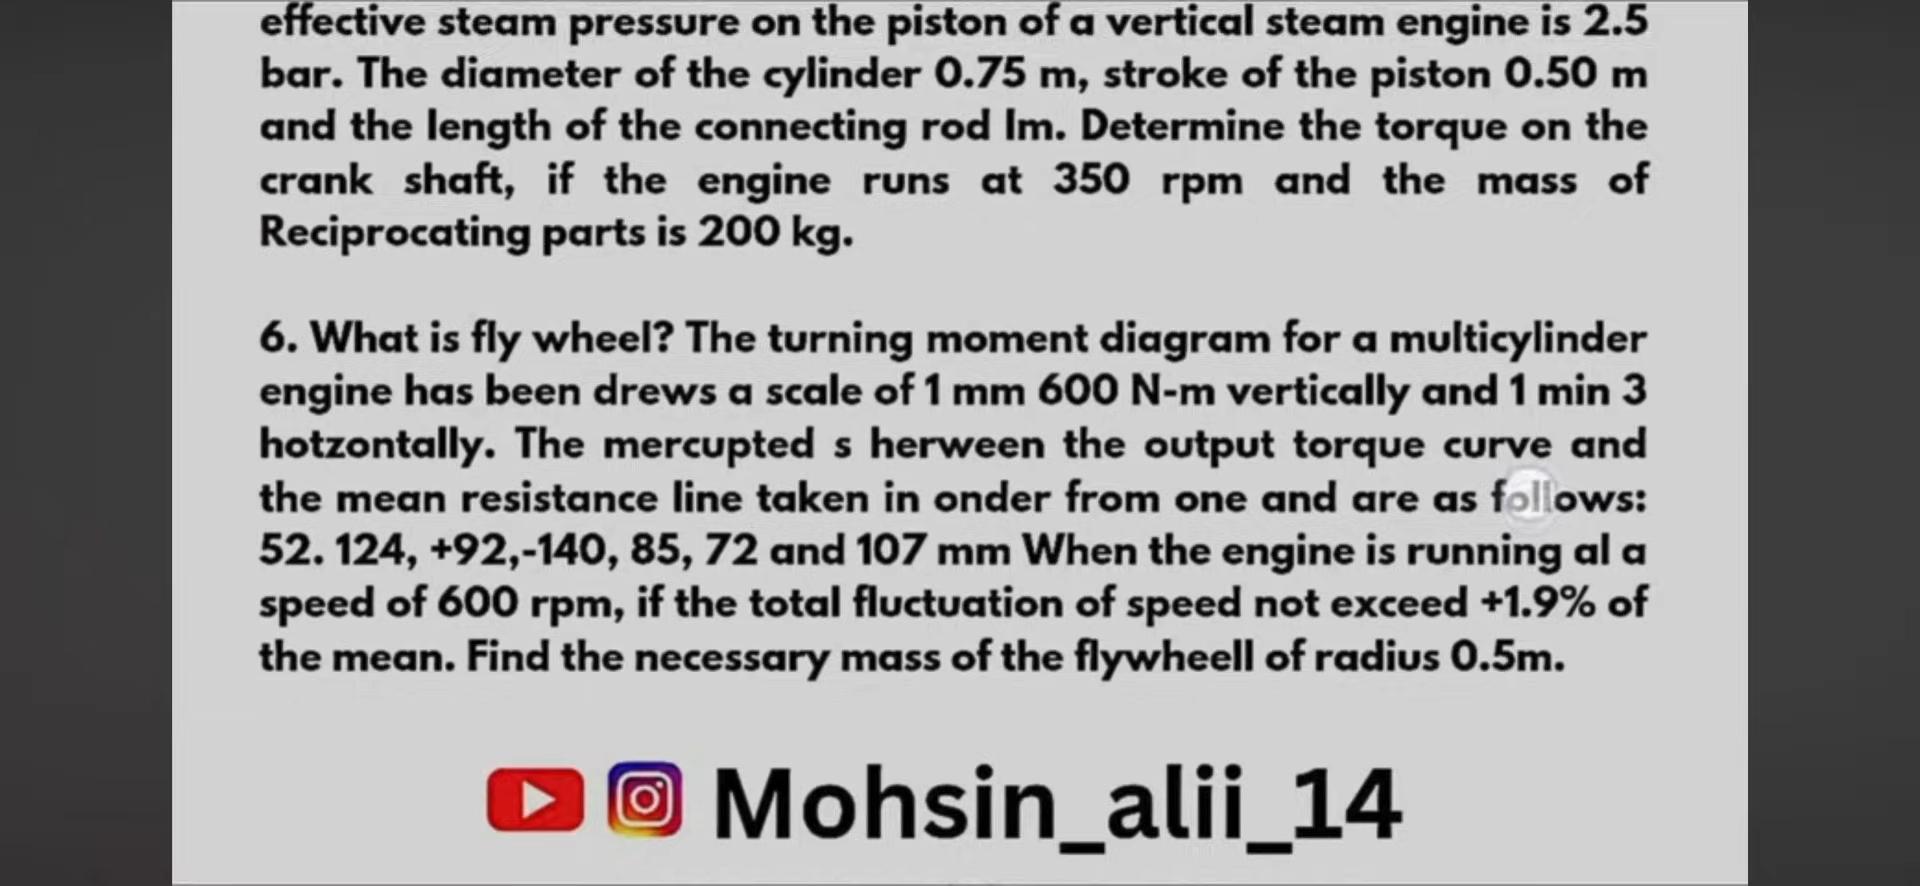 effective steam pressure on the piston of a vertical steam engine is 2.5
bar. The diameter of the cylinder 0.75 m, stroke of the piston 0.50 m
and the length of the connecting rod lm. Determine the torque on the
crank shaft, if the engine runs at 350 rpm and the mass of
Reciprocating parts is 200 kg.
6. What is fly wheel? The turning moment diagram for a multicylinder
engine has been drews a scale of 1 mm 600 N-m vertically and 1 min 3
hotzontally. The mercupted s herween the output torque curve and
the mean resistance line taken in onder from one and are as follows:
52. 124, +92,-140, 85, 72 and 107 mm When the engine is running al a
speed of 600 rpm, if the total fluctuation of speed not exceed +1.9% of
the mean. Find the necessary mass of the flywheell of radius 0.5m.
Mohsin_alii_14